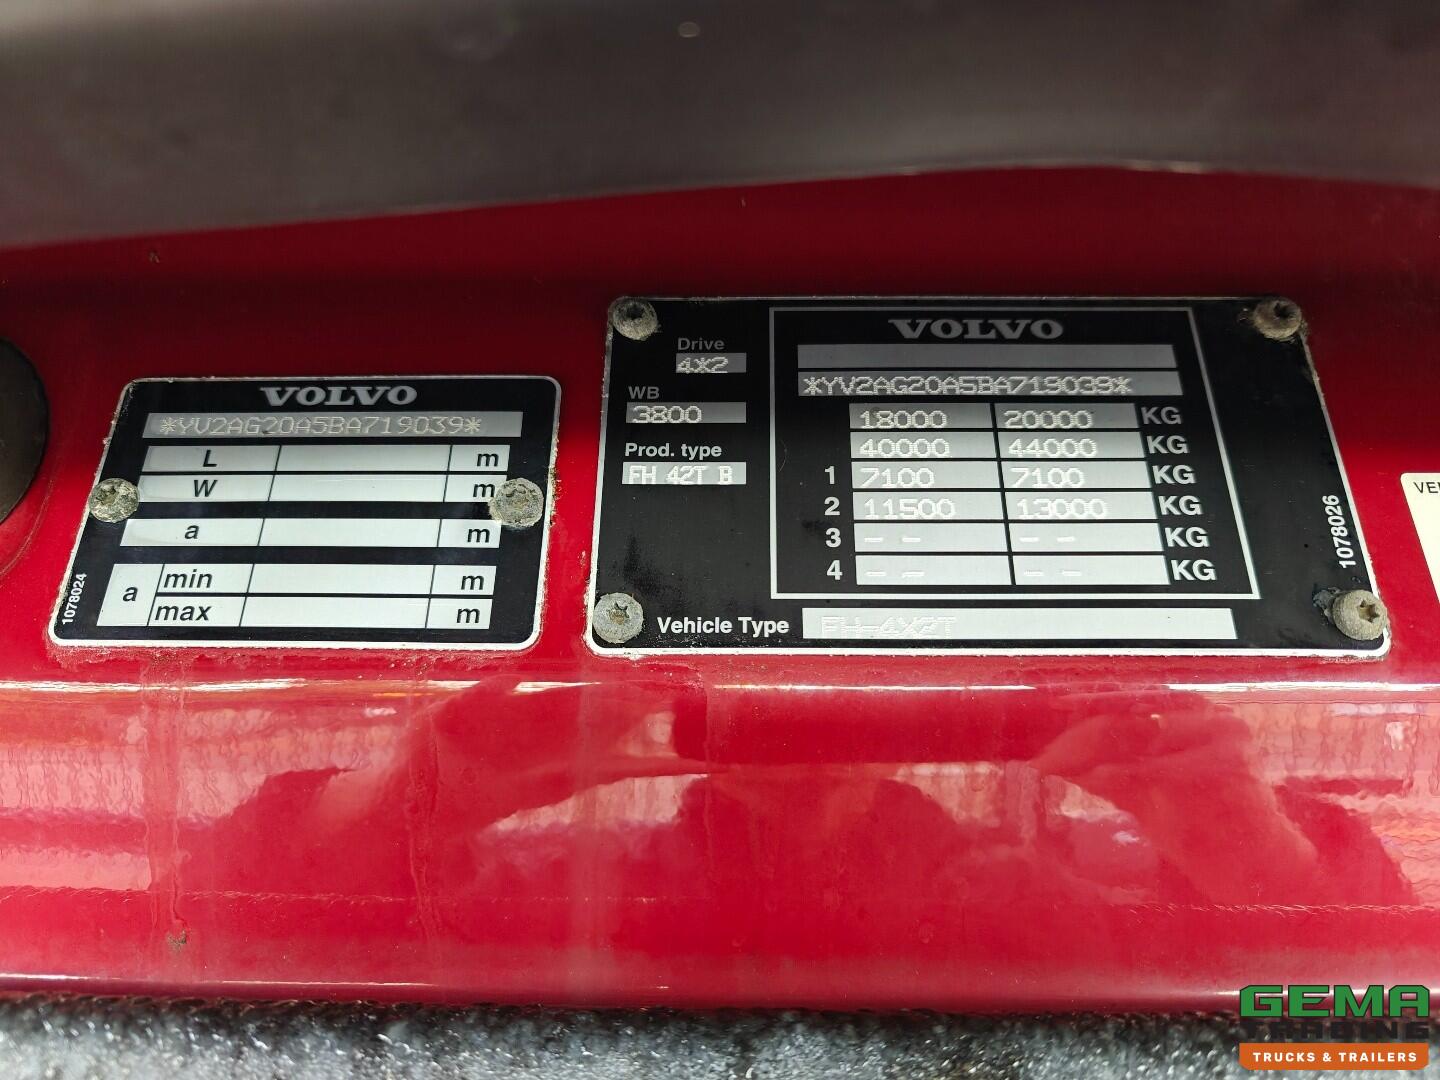 VOLVO
*YV2AG20A5BA719039*
L m
W m
a m
a min m
max m
1078024
Drive
4X2
WB
3800
Prod. type
FH 42T B
VOLVO
*YV2AG20A5BA719039*
18000 20000 KG
40000 44000 KG
1 7100 7100 KG
2 11500 13000 KG
3 - - - - KG
4 - - - - KG
1078026
Vehicle Type FH-4X2T
GEMA
TRADING
TRUCKS & TRAILERS